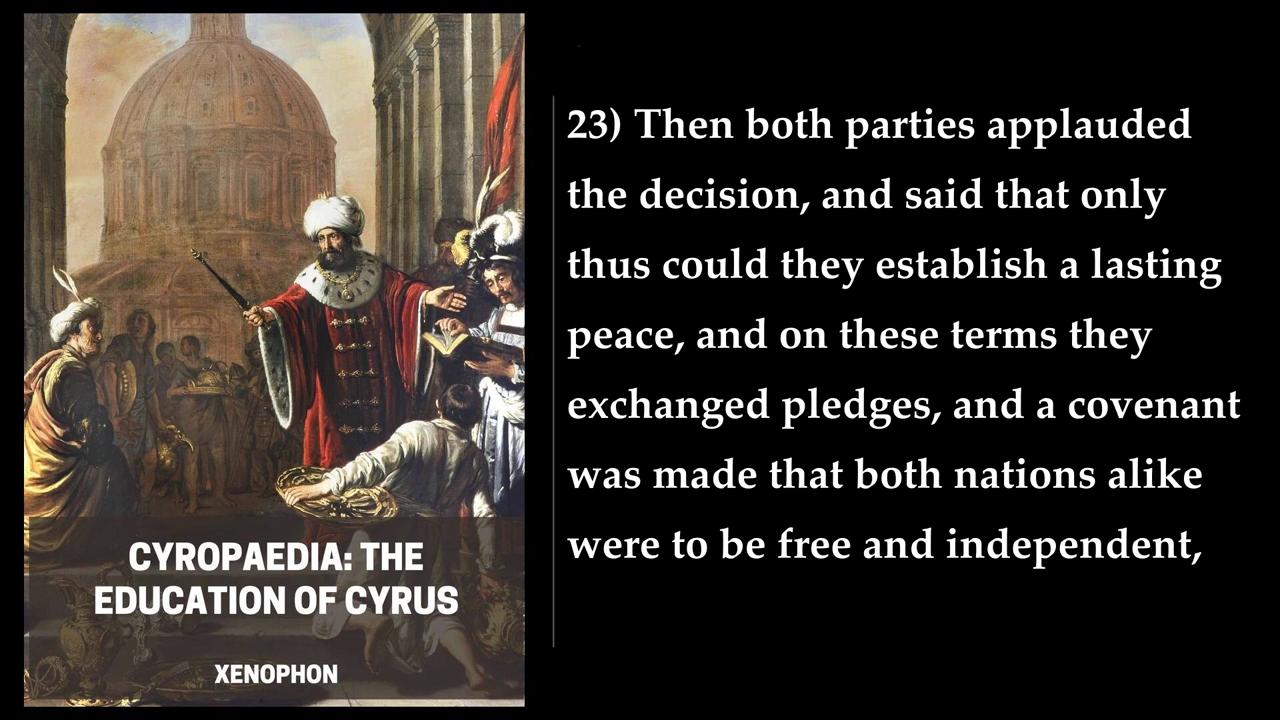 CYROPAEDIA: THE
EDUCATION OF CYRUS
XENOPHON
23) Then both parties applauded
the decision, and said that only
thus could they establish a lasting
peace, and on these terms they
exchanged pledges, and a covenant
was made that both nations alike
were to be free and independent,